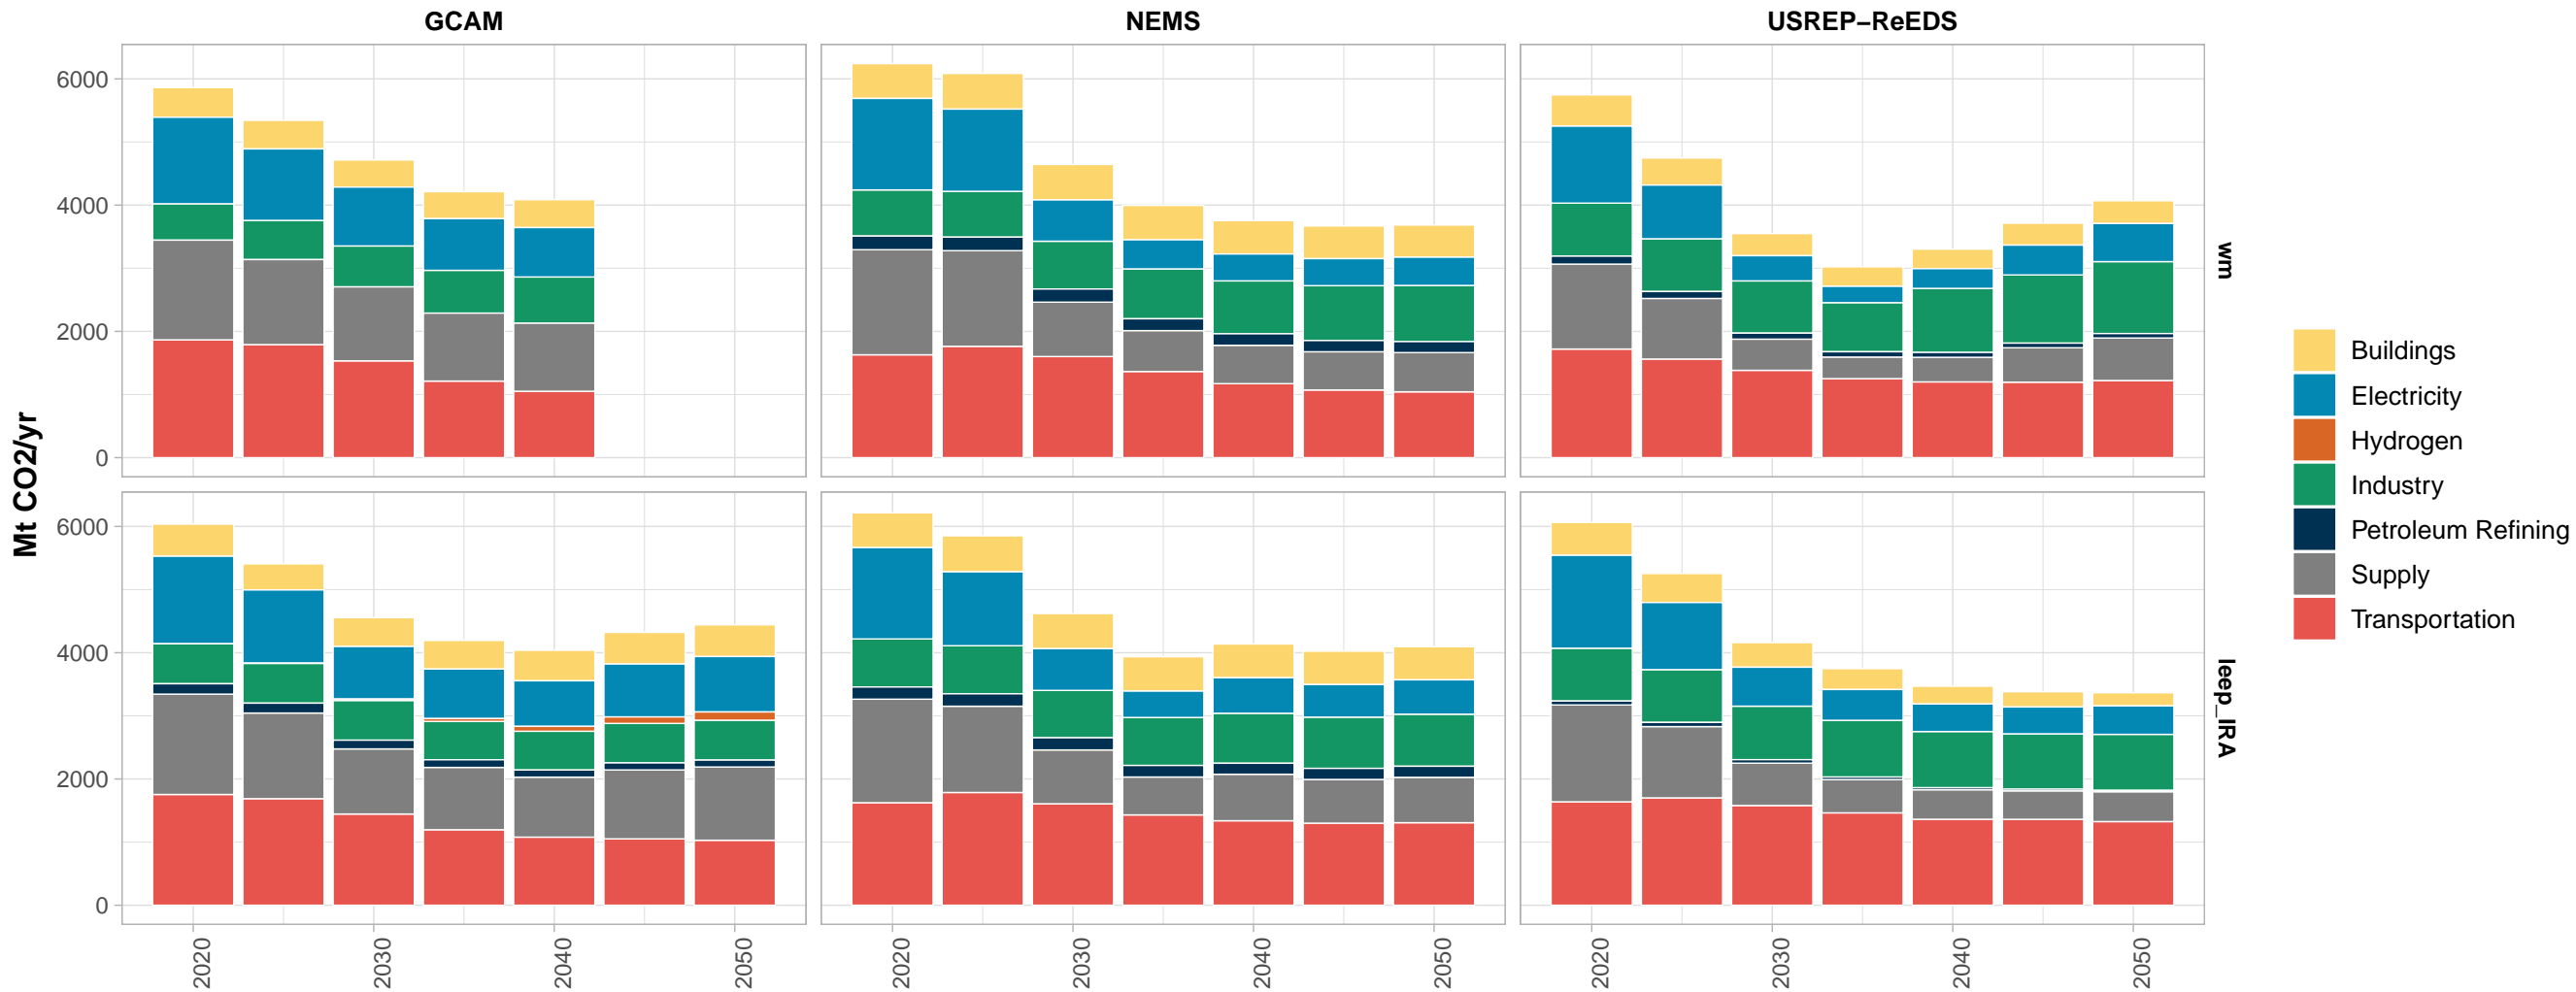 GCAM
NEMS
USREP−ReEDS
Mt CO2/yr
6000
4000
2000
0
wm
6000
4000
2000
0
leep_IRA
2020
2030
2040
2050
2020
2030
2040
2050
2020
2030
2040
2050
Buildings
Electricity
Hydrogen
Industry
Petroleum Refining
Supply
Transportation